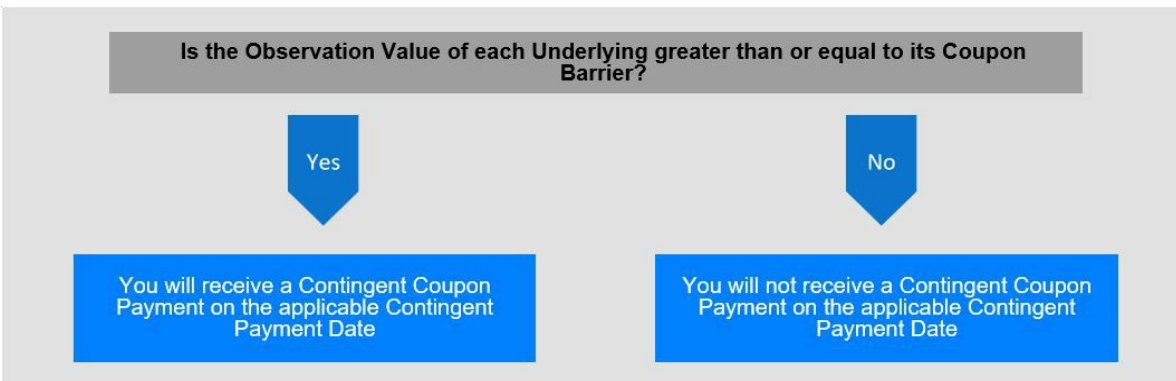 Is the Observation Value of each Underlying greater than or equal to its Coupon
Barrier?
Yes
No
You will receive a Contingent Coupon
Payment on the applicable Contingent
Payment Date
You will not receive a Contingent Coupon
Payment on the applicable Contingent
Payment Date